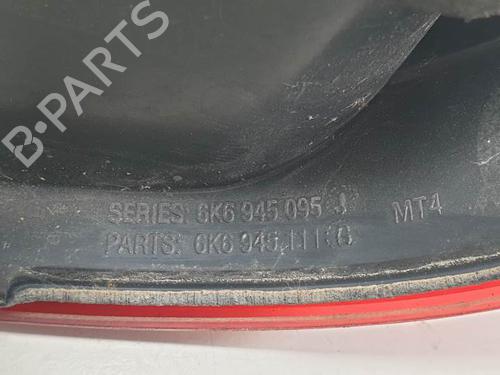 B-PARTS
SERIES: 6K6 945 095 J MT4
PARTS: 6K6 945 111